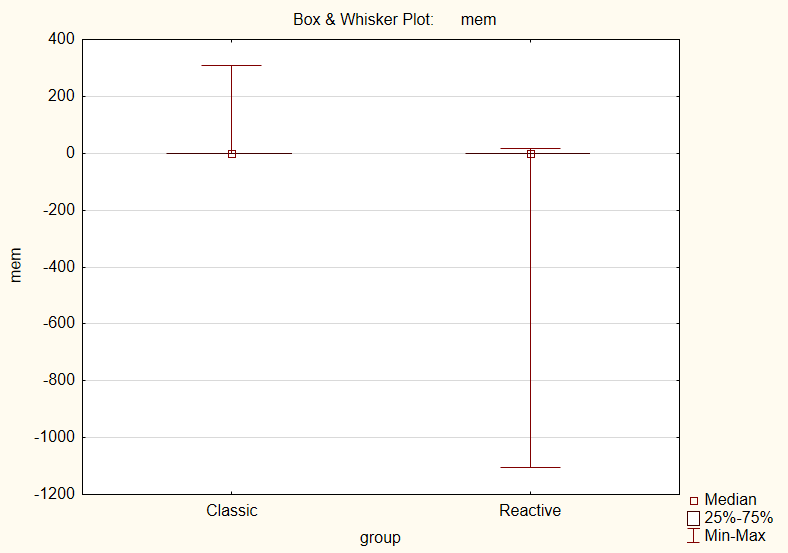 Box & Whisker Plot: mem
400
200
0
-200
-400
-600
-800
-1000
-1200
mem
Classic
Reactive
group
Median
25%-75%
Min-Max